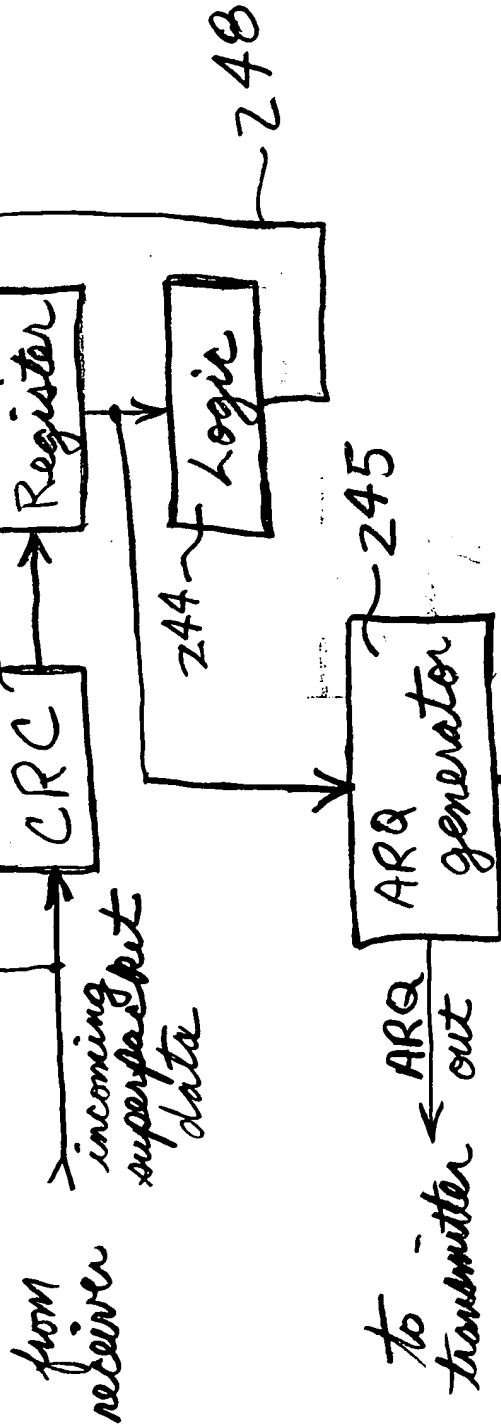 from
receiver
incoming
superpacket
data
CRC
Register
244
Logic
248
to
transmitter
ARQ
out
ARQ
generator
245